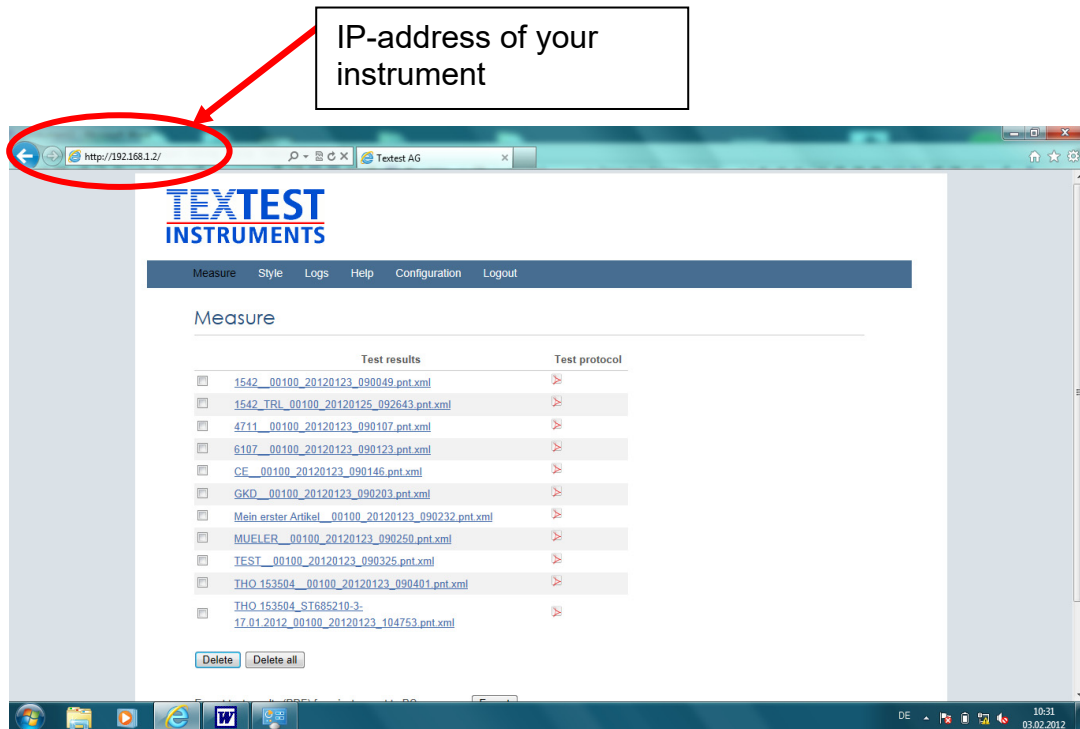 IP-address of your
instrument
http://192.168.1.2/
Textest AG
TEXTEST
INSTRUMENTS
Measure Style Logs Help Configuration Logout
Measure
Test results Test protocol
1542__00100_20120123_090049.pnt.xml
1542_TRL_00100_20120125_092643.pnt.xml
4711__00100_20120123_090107.pnt.xml
6107__00100_20120123_090123.pnt.xml
CE__00100_20120123_090146.pnt.xml
GKD__00100_20120123_090203.pnt.xml
Mein erster Artikel__00100_20120123_090232.pnt.xml
MUELER__00100_20120123_090250.pnt.xml
TEST__00100_20120123_090325.pnt.xml
THO 153504__00100_20120123_090401.pnt.xml
THO 153504_ST685210-3-
17.01.2012_00100_20120123_104753.pnt.xml
Delete Delete all
DE 10:31
03.02.2012